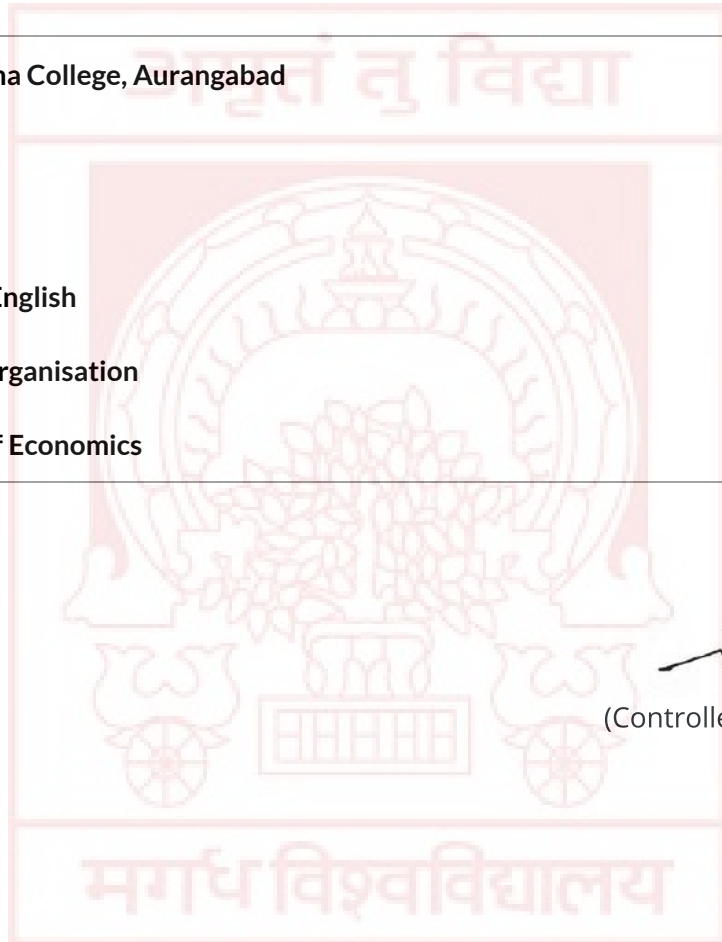 अमृतं तु विद्या
na College, Aurangabad
English
rganisation
f Economics
(Controlle
मगध विश्वविद्यालय